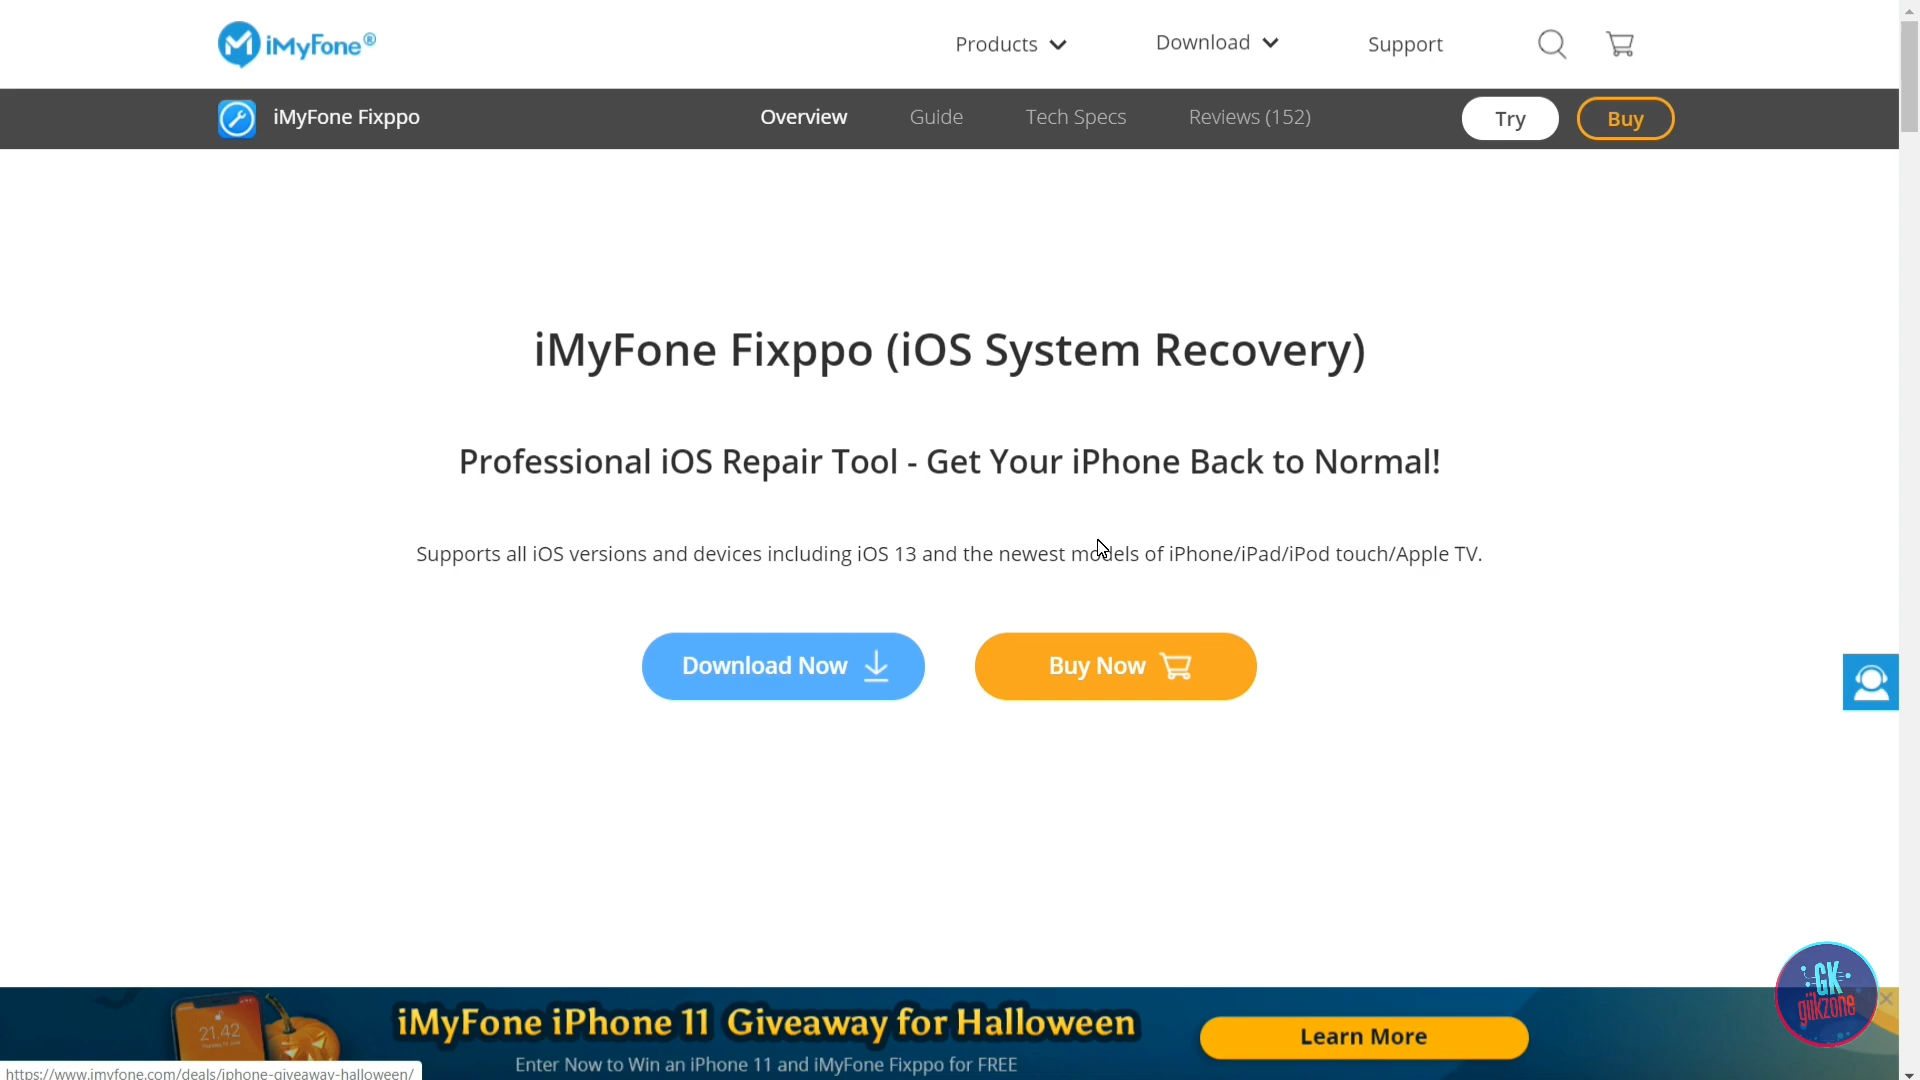 iMyFone®
Products
Download
Support
iMyFone Fixppo
Overview
Guide
Tech Specs
Reviews (152)
Try
Buy
iMyFone Fixppo (iOS System Recovery)
Professional iOS Repair Tool - Get Your iPhone Back to Normal!
Supports all iOS versions and devices including iOS 13 and the newest models of iPhone/iPad/iPod touch/Apple TV.
Download Now
Buy Now
21.42
iMyFone iPhone 11 Giveaway for Halloween
Enter Now to Win an iPhone 11 and iMyFone Fixppo for FREE
Learn More
GK
giikzone
https://www.imyfone.com/deals/iphone-giveaway-halloween/